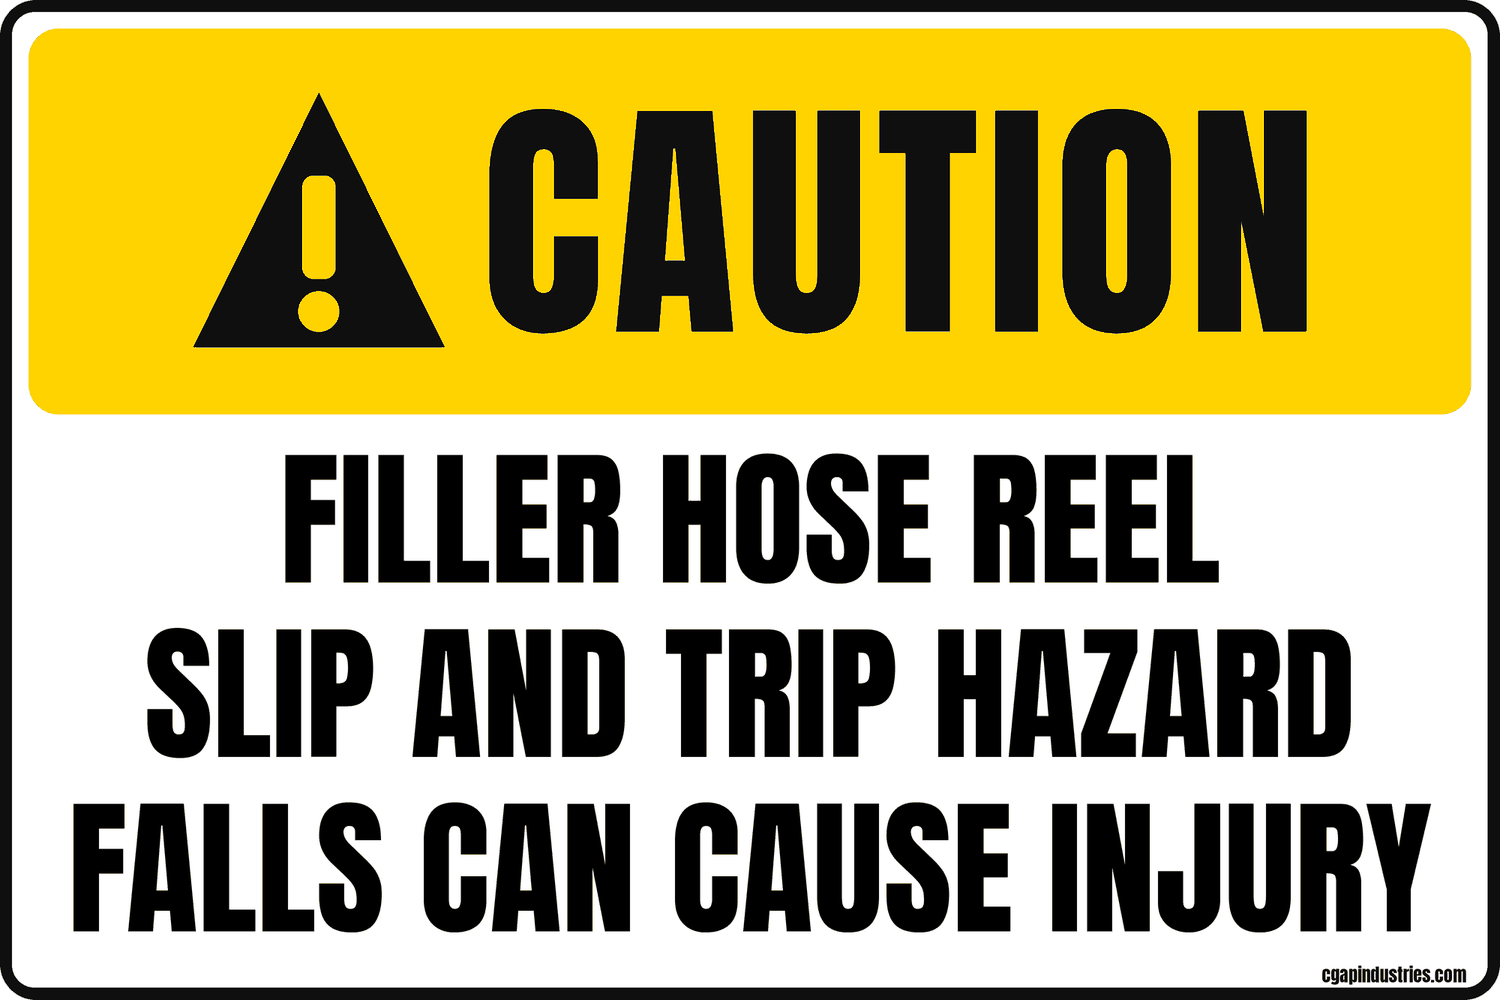 CAUTION
FILLER HOSE REEL
SLIP AND TRIP HAZARD
FALLS CAN CAUSE INJURY
cgapindustries.com